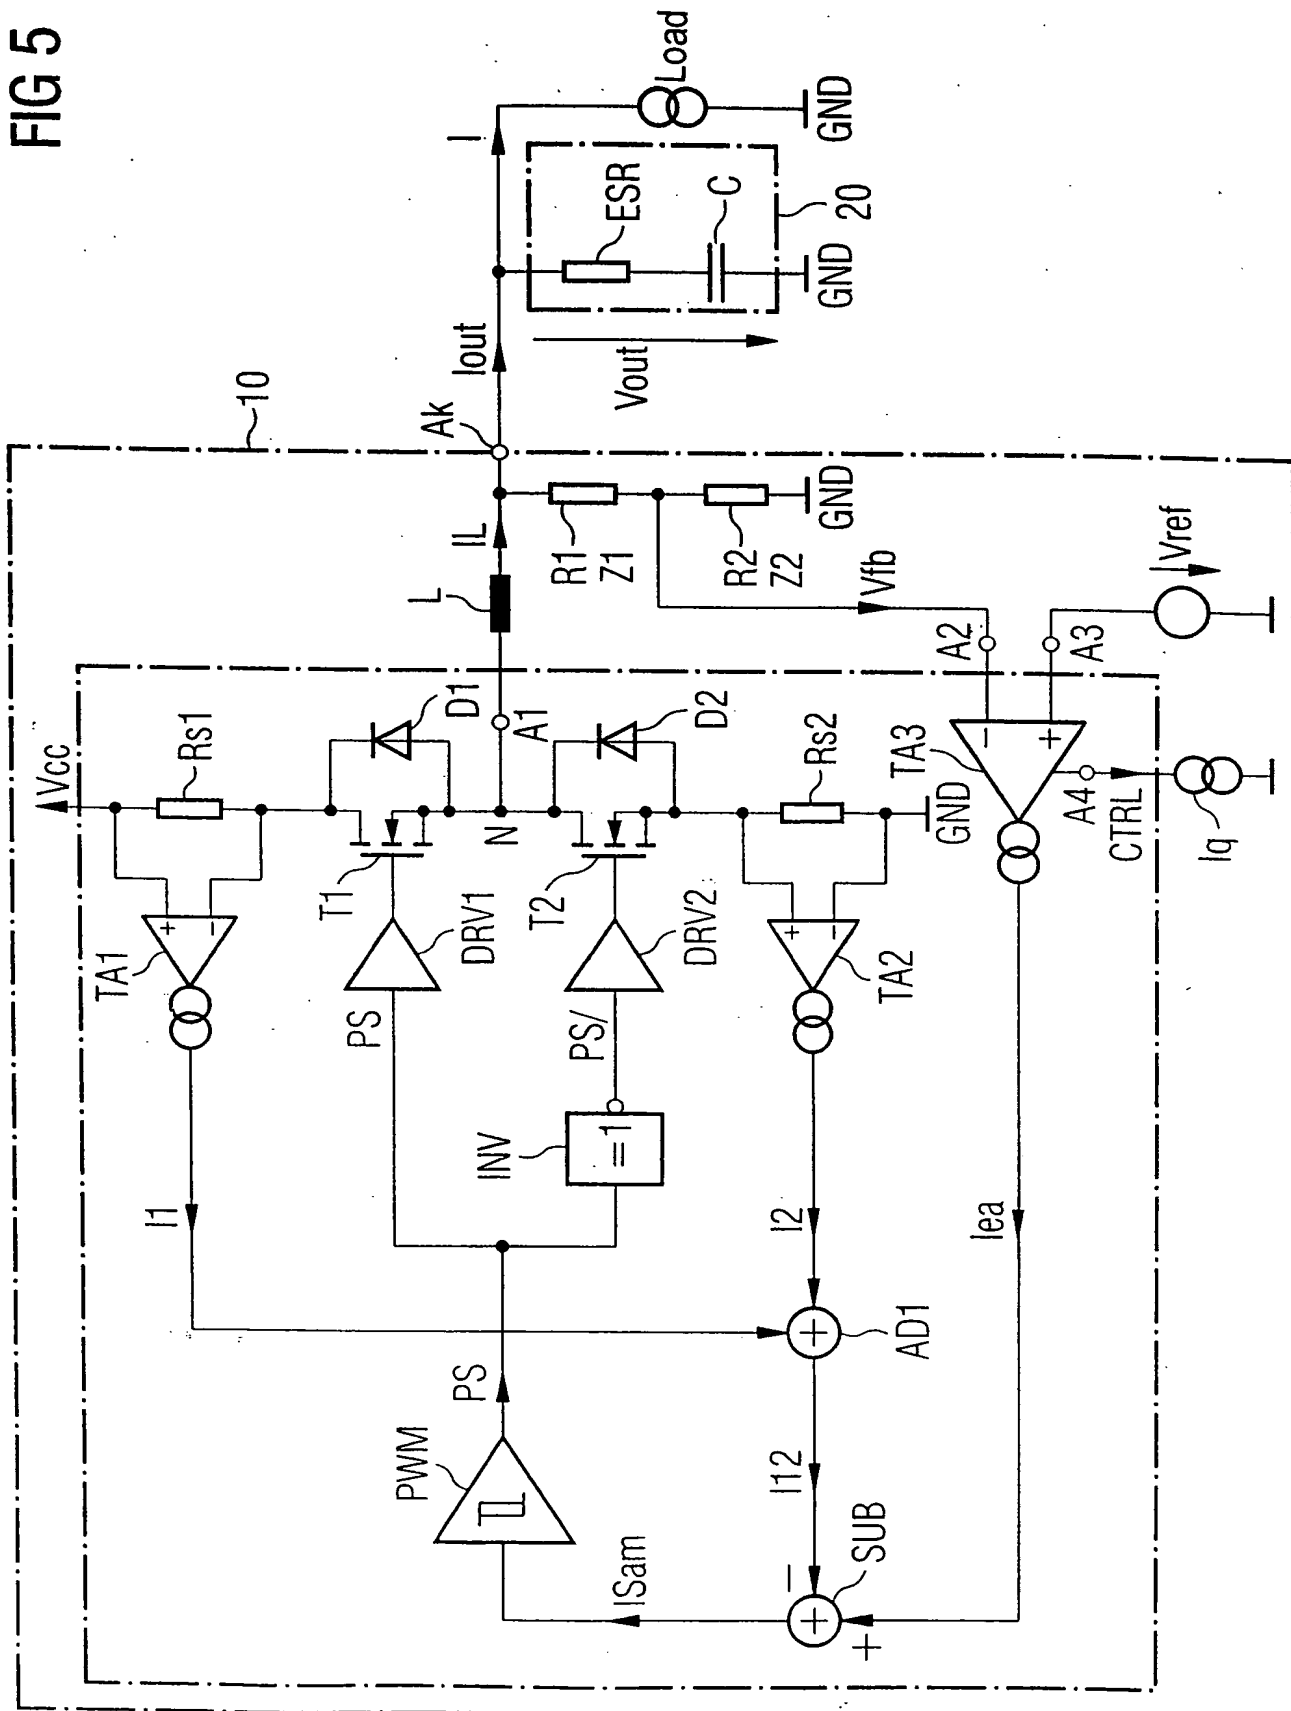 FIG 5
10
Vcc
Rs1
TA1
+
−
I1
T1
D1
PS
DRV1
N
A1
L
IL
Ak
Iout
I
Load
GND
ESR
C
20
GND
Vout
R1
Z1
R2
Z2
GND
Vfb
INV
=1
PS/
DRV2
T2
D2
Rs2
GND
+
−
TA2
I2
PWM
PS
ISam
AD1
+
I12
SUB
+
−
+
Iea
TA3
−
+
A2
A3
A4
CTRL
Iq
Vref